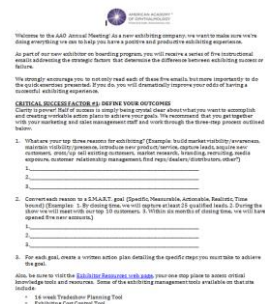 AMERICAN ACADEMY
OF OPHTHALMOLOGY
Welcome to the AAO Annual Meeting! As a new exhibiting company, we want to make sure we're
doing everything we can to help you have a positive and productive exhibiting experience.
As part of our new exhibitor on boarding program, you will receive a series of five instructional
emails addressing the strategic factors that determine the difference between exhibiting success or
failure.
We strongly encourage you to not only read each of these five emails, but more importantly to do
the quick exercises presented. If you do, you will dramatically improve your odds of having a
successful exhibiting experience!
CRITICAL SUCCESS FACTOR #1: DEFINE YOUR OUTCOMES
Clarity is power! Half of success is simply being crystal clear about what you want to accomplish
and creating workable action plans to achieve your goals. We recommend that you get together
with your marketing and sales management staff and work through the three-step process outlined
below.
1. What are your top three reasons for exhibiting? (Example: build market visibility/awareness,
maintain visibility/presence, introduce new product/service, capture leads, acquire new
customers, cross/up sell existing customers, market research, branding, recruiting, media
exposure, customer relationship management, find reps/dealers/distributors, other?)
1.
2.
3.
2. Convert each reason to a S.M.A.R.T. goal (Specific, Measurable, Actionable, Realistic, Time
bound) (Examples: 1. By closing time, we will capture at least 25 qualified leads. 2. During the
show we will meet with our top 10 customers. 3. Within six months of closing time, we will have
opened five new accounts.)
1.
2.
3.
3. For each goal, create a written action plan detailing the specific steps you must take to achieve
the goal.
Also, be sure to visit the Exhibitor Resources web page, your one stop place to access critical
knowledge tools and resources. Some of the exhibiting management tools available on that site
include:
• 16 week Tradeshow Planning Tool
• Exhibiting Cost Control Tool